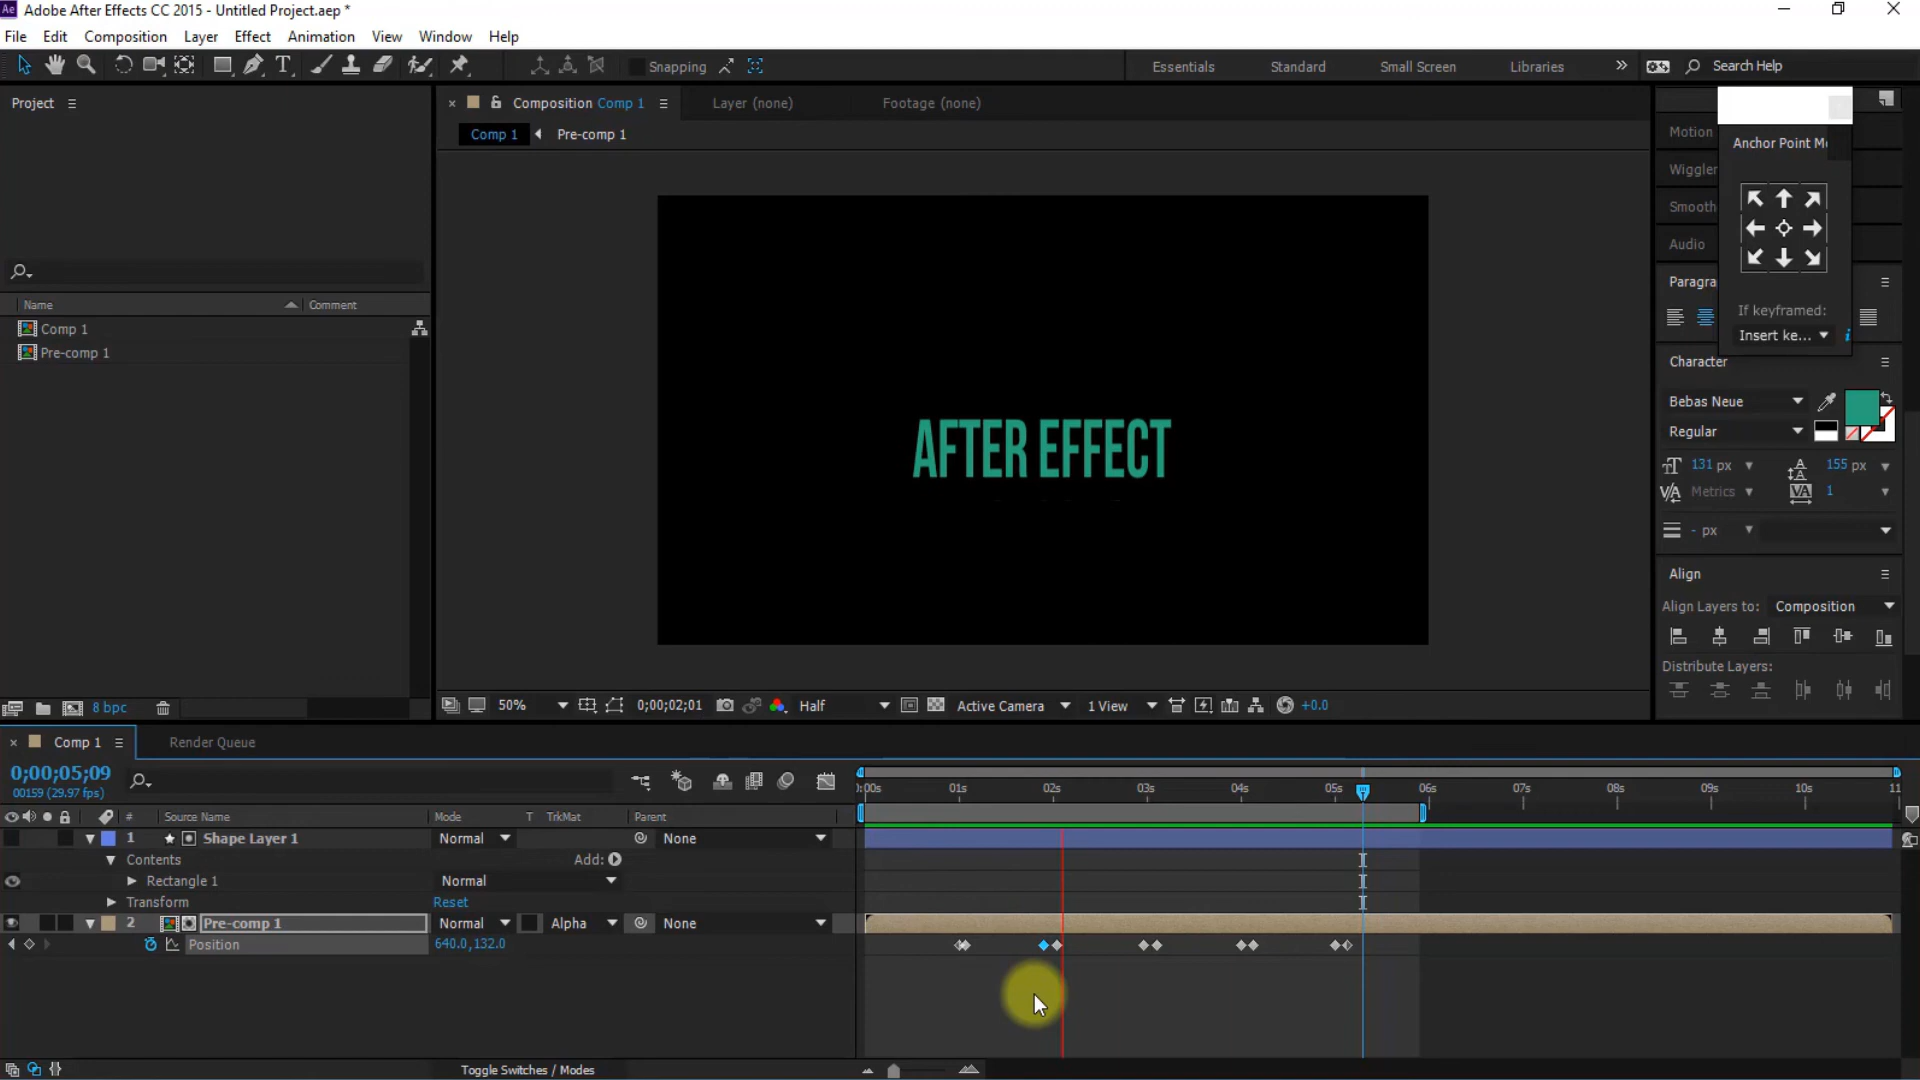 Ae Adobe After Effects CC 2015 - Untitled Project.aep *
File Edit Composition Layer Effect Animation View Window Help
Snapping Essentials Standard Small Screen Libraries Search Help
Project
Composition Comp 1 Layer (none) Footage (none)
Comp 1 Pre-comp 1
Motion
Anchor Point Mo
Wiggler
Smooth
Audio
Paragra
If keyframed:
Insert ke...
Name Comment
Comp 1
Pre-comp 1
Character
Bebas Neue
Regular
131 px 155 px
Metrics 1
- px
AFTER EFFECT
Align
Align Layers to: Composition
Distribute Layers:
8 bpc
50% 0;00;02;01 Half Active Camera 1 View +0.0
Comp 1 Render Queue
0;00;05;09
00159 (29.97 fps)
:00s 01s 02s 03s 04s 05s 06s 07s 08s 09s 10s 11
# Source Name Mode T TrkMat Parent
1 Shape Layer 1 Normal None
Contents Add:
Rectangle 1 Normal
Transform Reset
2 Pre-comp 1 Normal Alpha None
Position 640.0,132.0
Toggle Switches / Modes